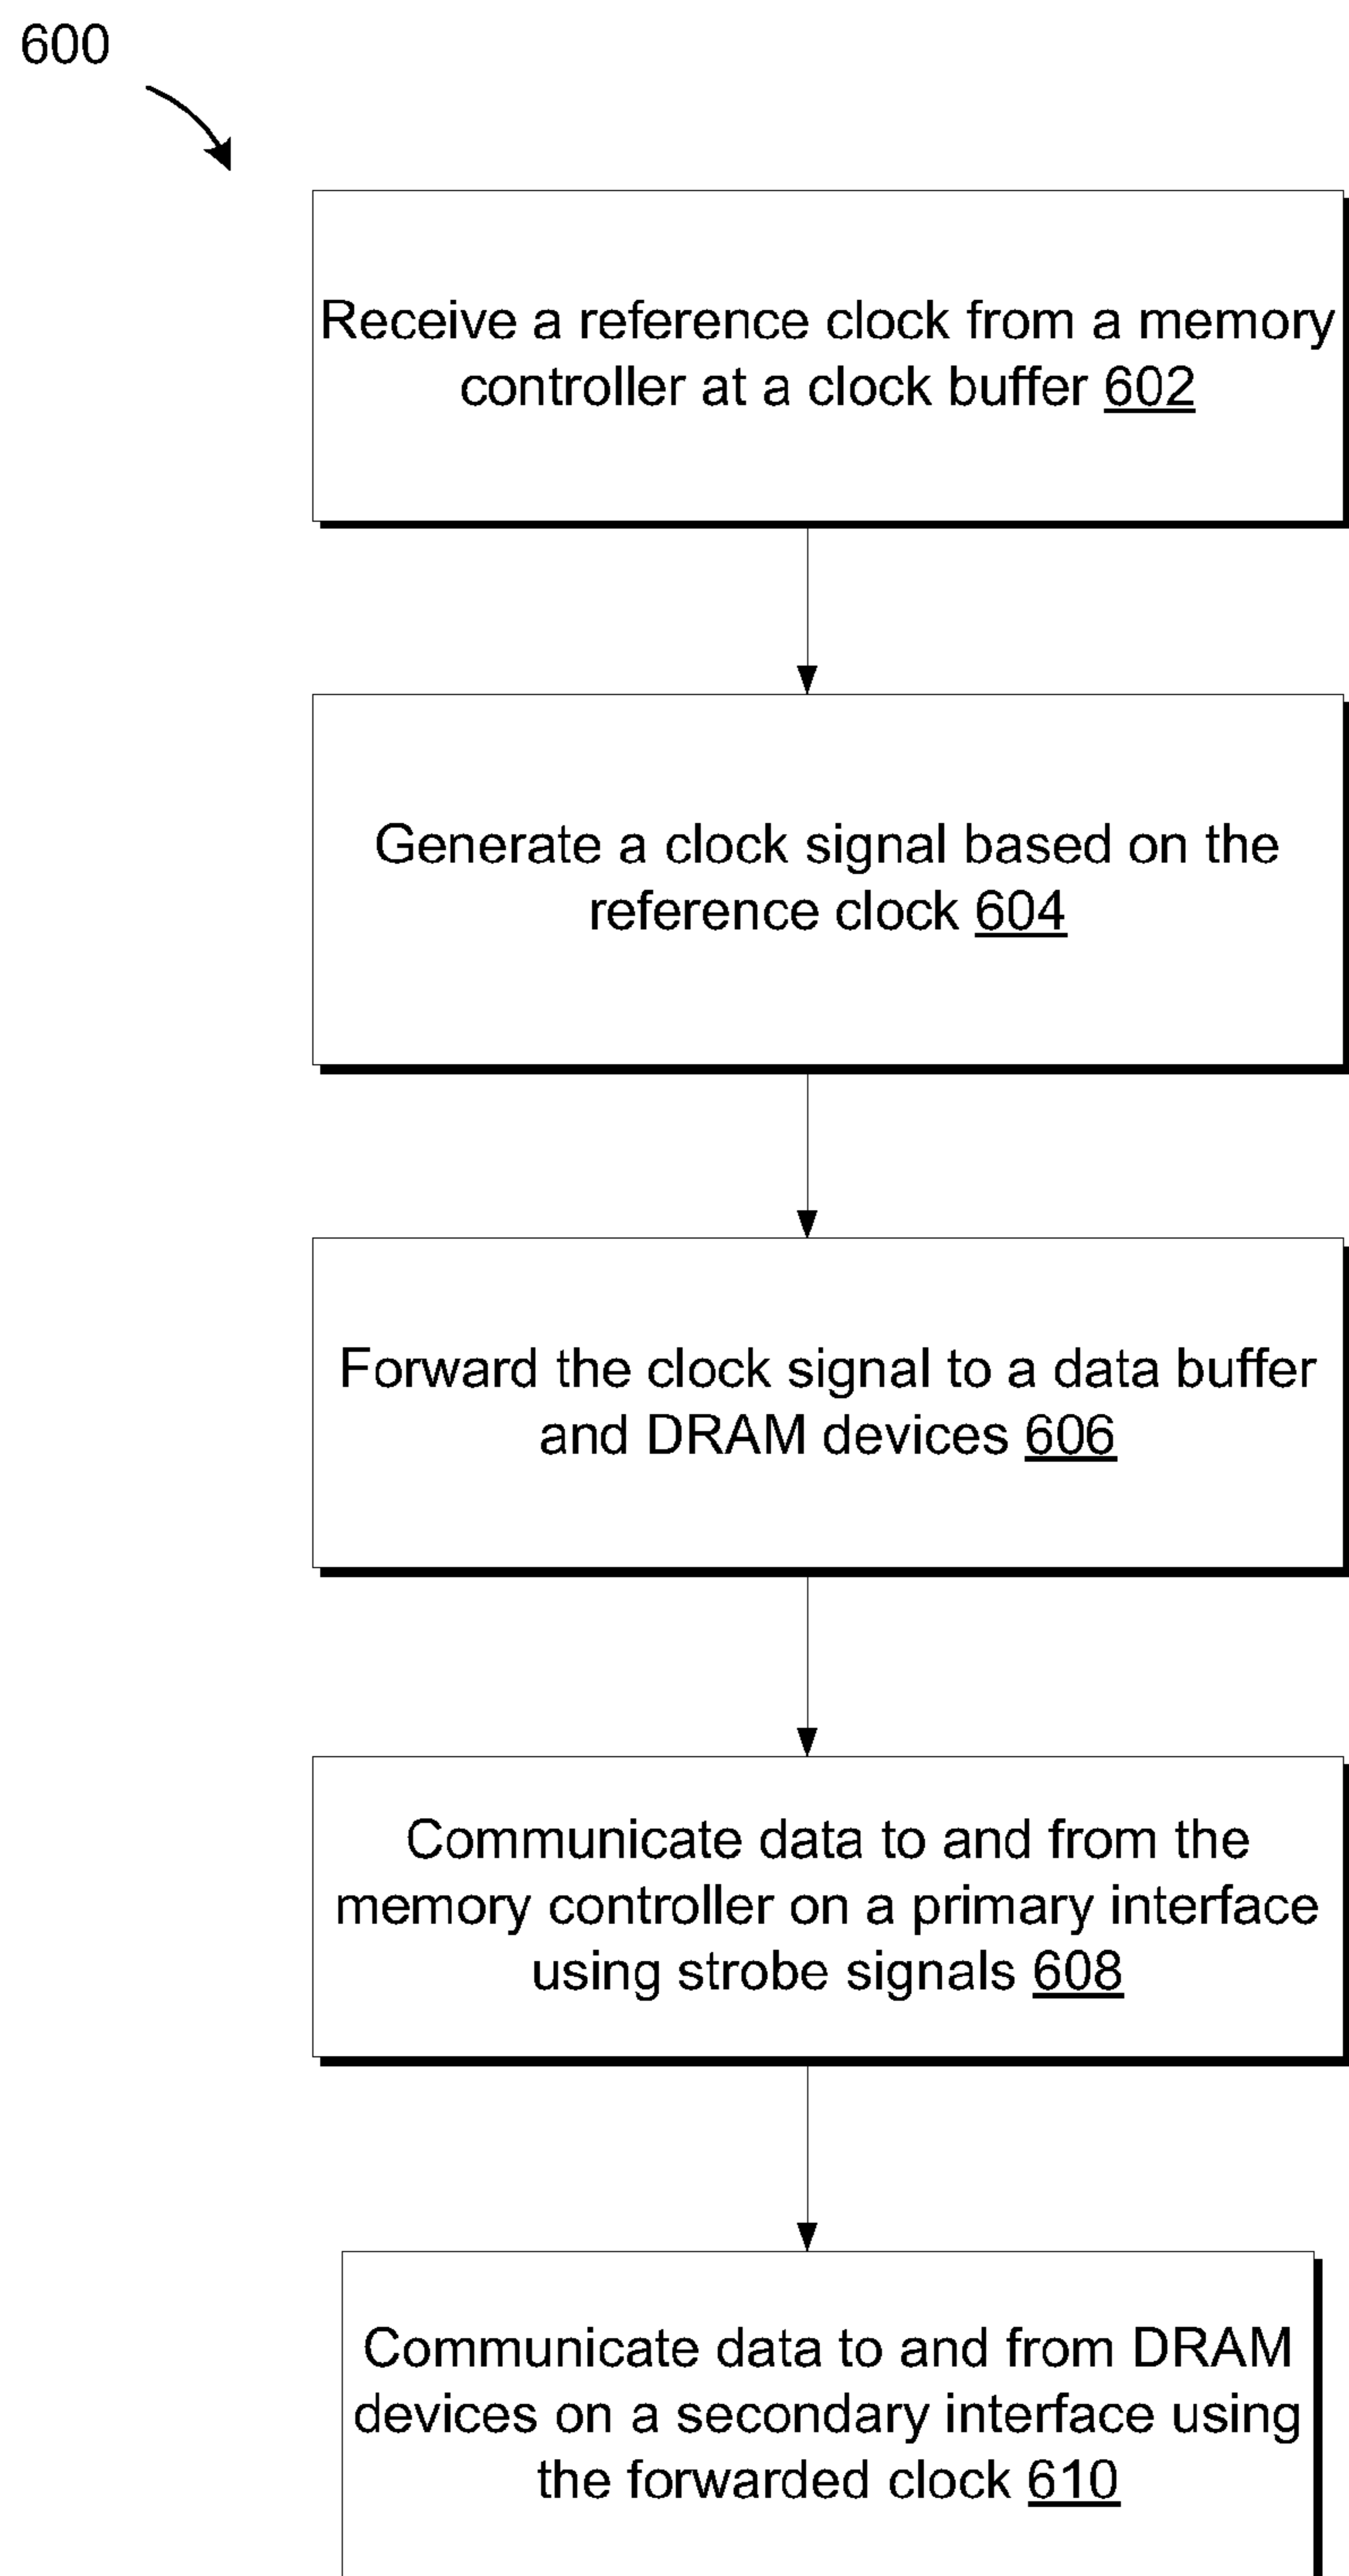 600
Receive a reference clock from a memory
controller at a clock buffer 602
Generate a clock signal based on the
reference clock 604
Forward the clock signal to a data buffer
and DRAM devices 606
Communicate data to and from the
memory controller on a primary interface
using strobe signals 608
Communicate data to and from DRAM
devices on a secondary interface using
the forwarded clock 610